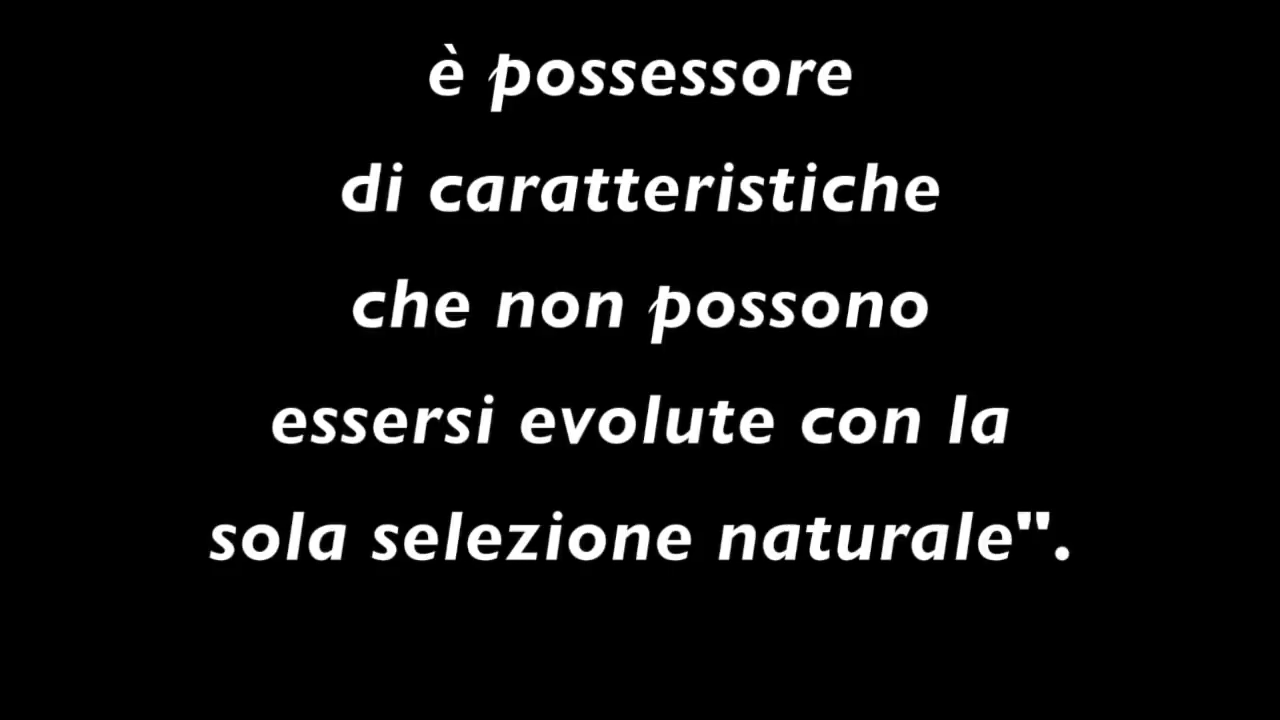 è possessore
di caratteristiche
che non possono
essersi evolute con la
sola selezione naturale".